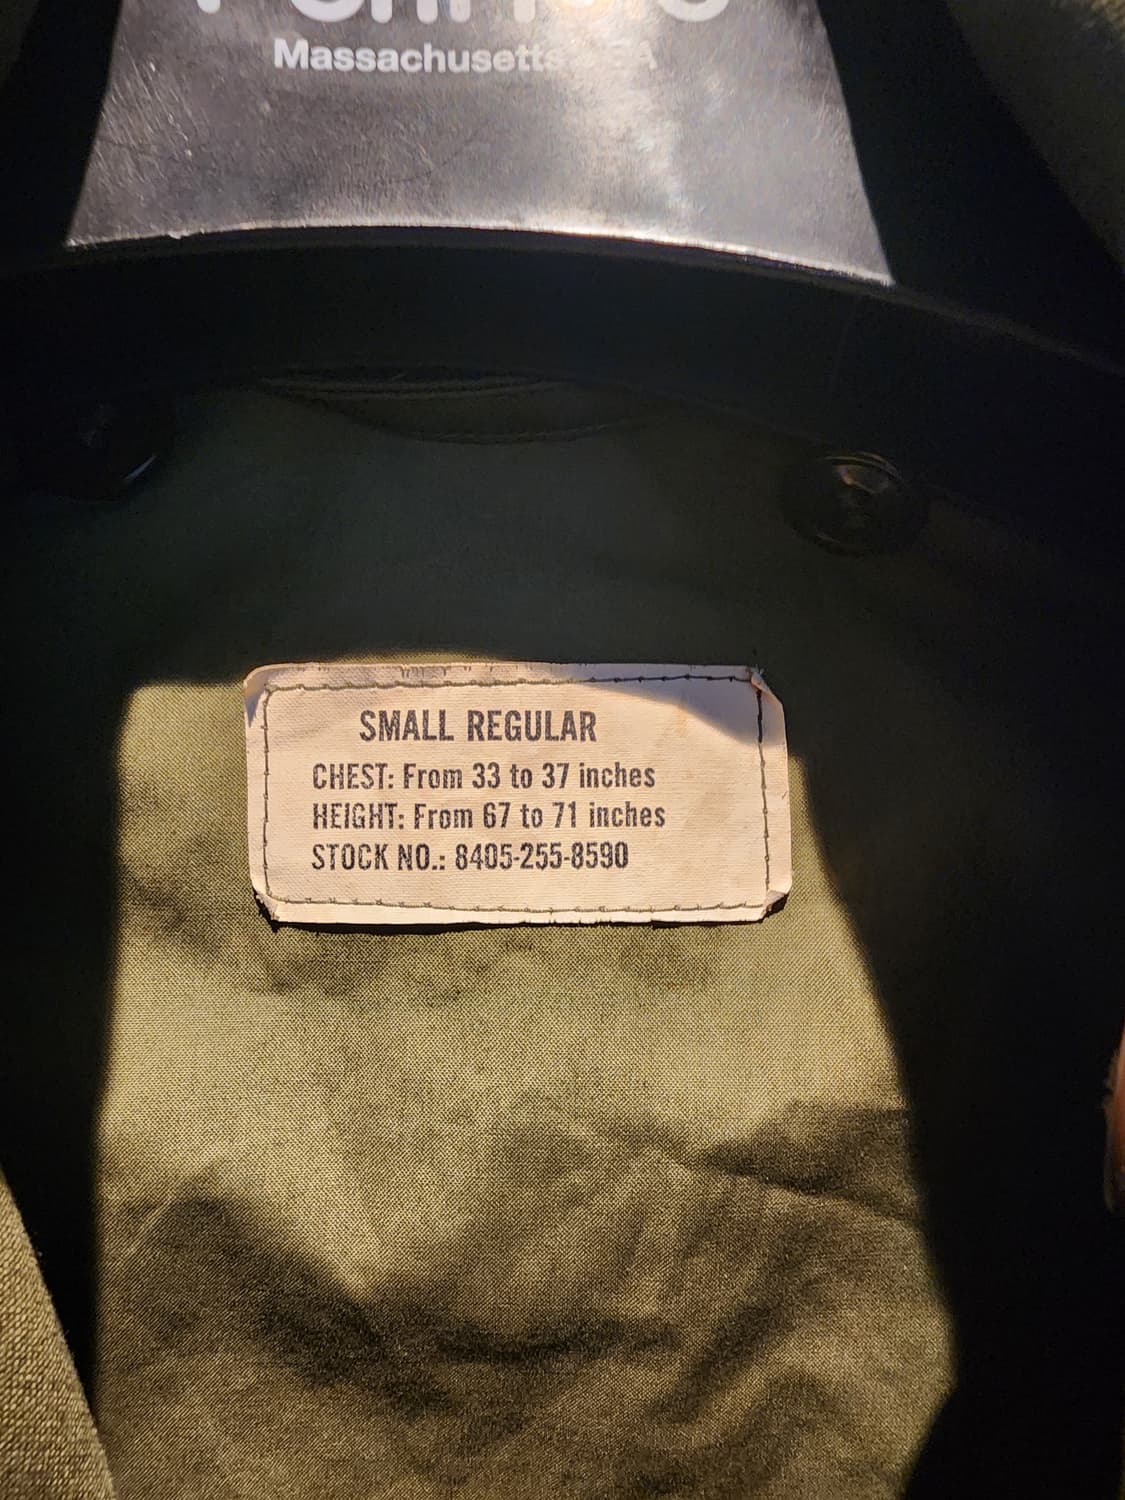 Massachusetts
SMALL REGULAR
CHEST: From 33 to 37 inches
HEIGHT: From 67 to 71 inches
STOCK NO.: 8405-255-8590